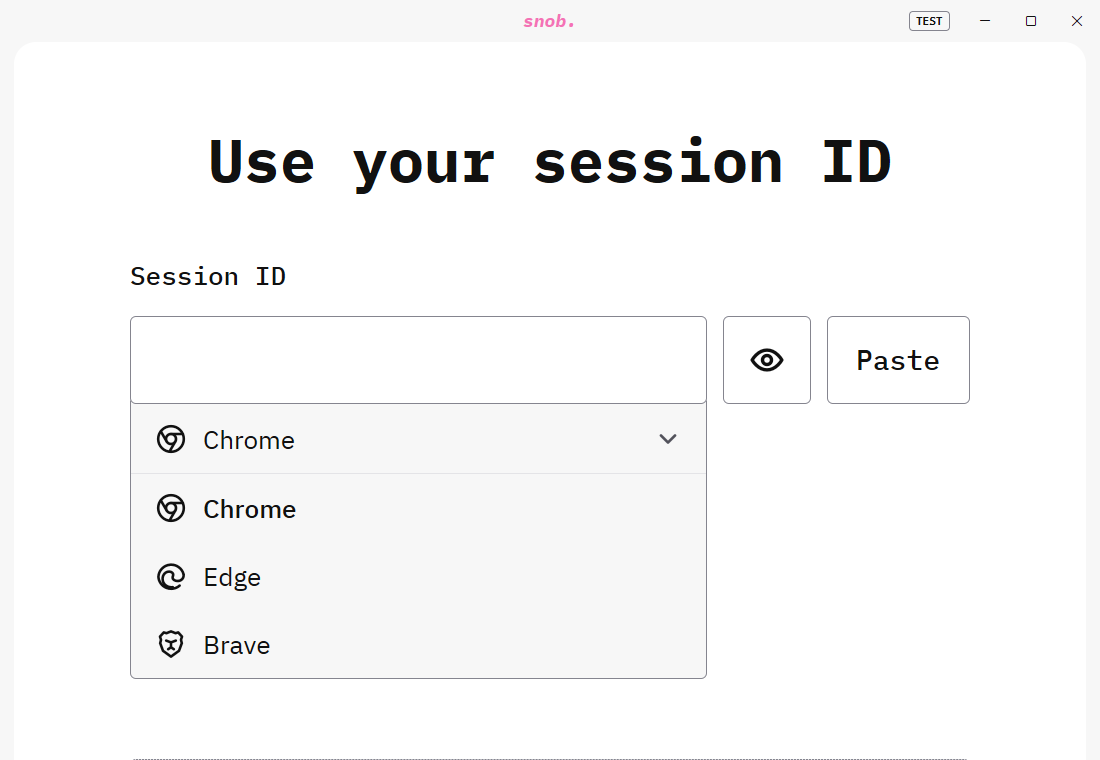 snob.
TEST
Use your session ID
Session ID
Paste
Chrome
Chrome
Edge
Brave